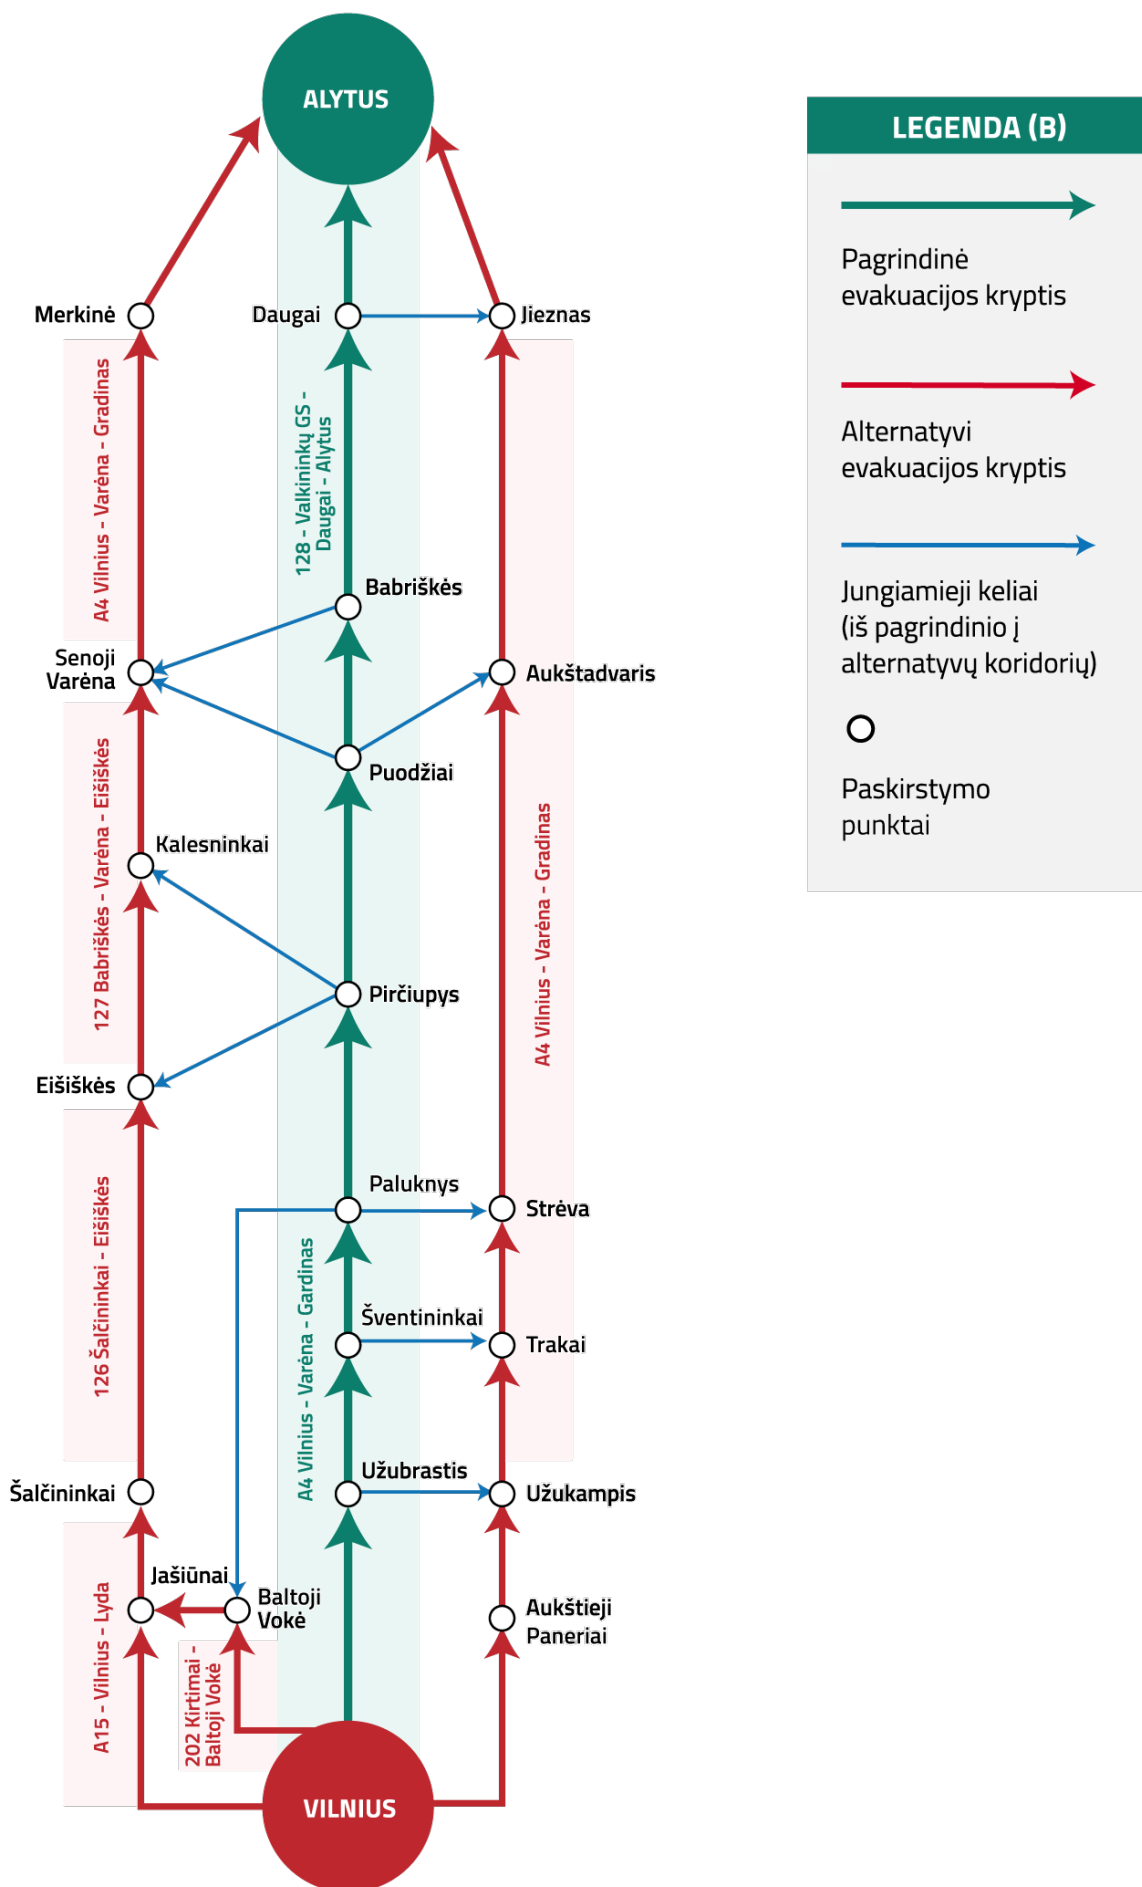 ALYTUS
LEGENDA (B)
Pagrindinė
evakuacijos kryptis
Alternatyvi
evakuacijos kryptis
Jungiamieji keliai
(iš pagrindinio į
alternatyvų koridorių)
Paskirstymo
punktai
Merkinė
Daugai
Jieznas
A4 Vilnius - Varėna - Gradinas
128 - Valkininkų GS -
Daugai - Alytus
Babriškės
Senoji
Varėna
Aukštadvaris
Puodžiai
127 Babriškės - Varėna - Eišiškės
Kalesninkai
A4 Vilnius - Varėna - Gradinas
Pirčiupys
Eišiškės
126 Šalčininkai - Eišiškės
Paluknys
Strėva
A4 Vilnius - Varėna - Gardinas
Šventininkai
Trakai
Užubrastis
Šalčininkai
Užukampis
Jašiūnai
Baltoji
Vokė
Aukštieji
Paneriai
A15 - Vilnius - Lyda
202 Kirtimai -
Baltoji Vokė
VILNIUS